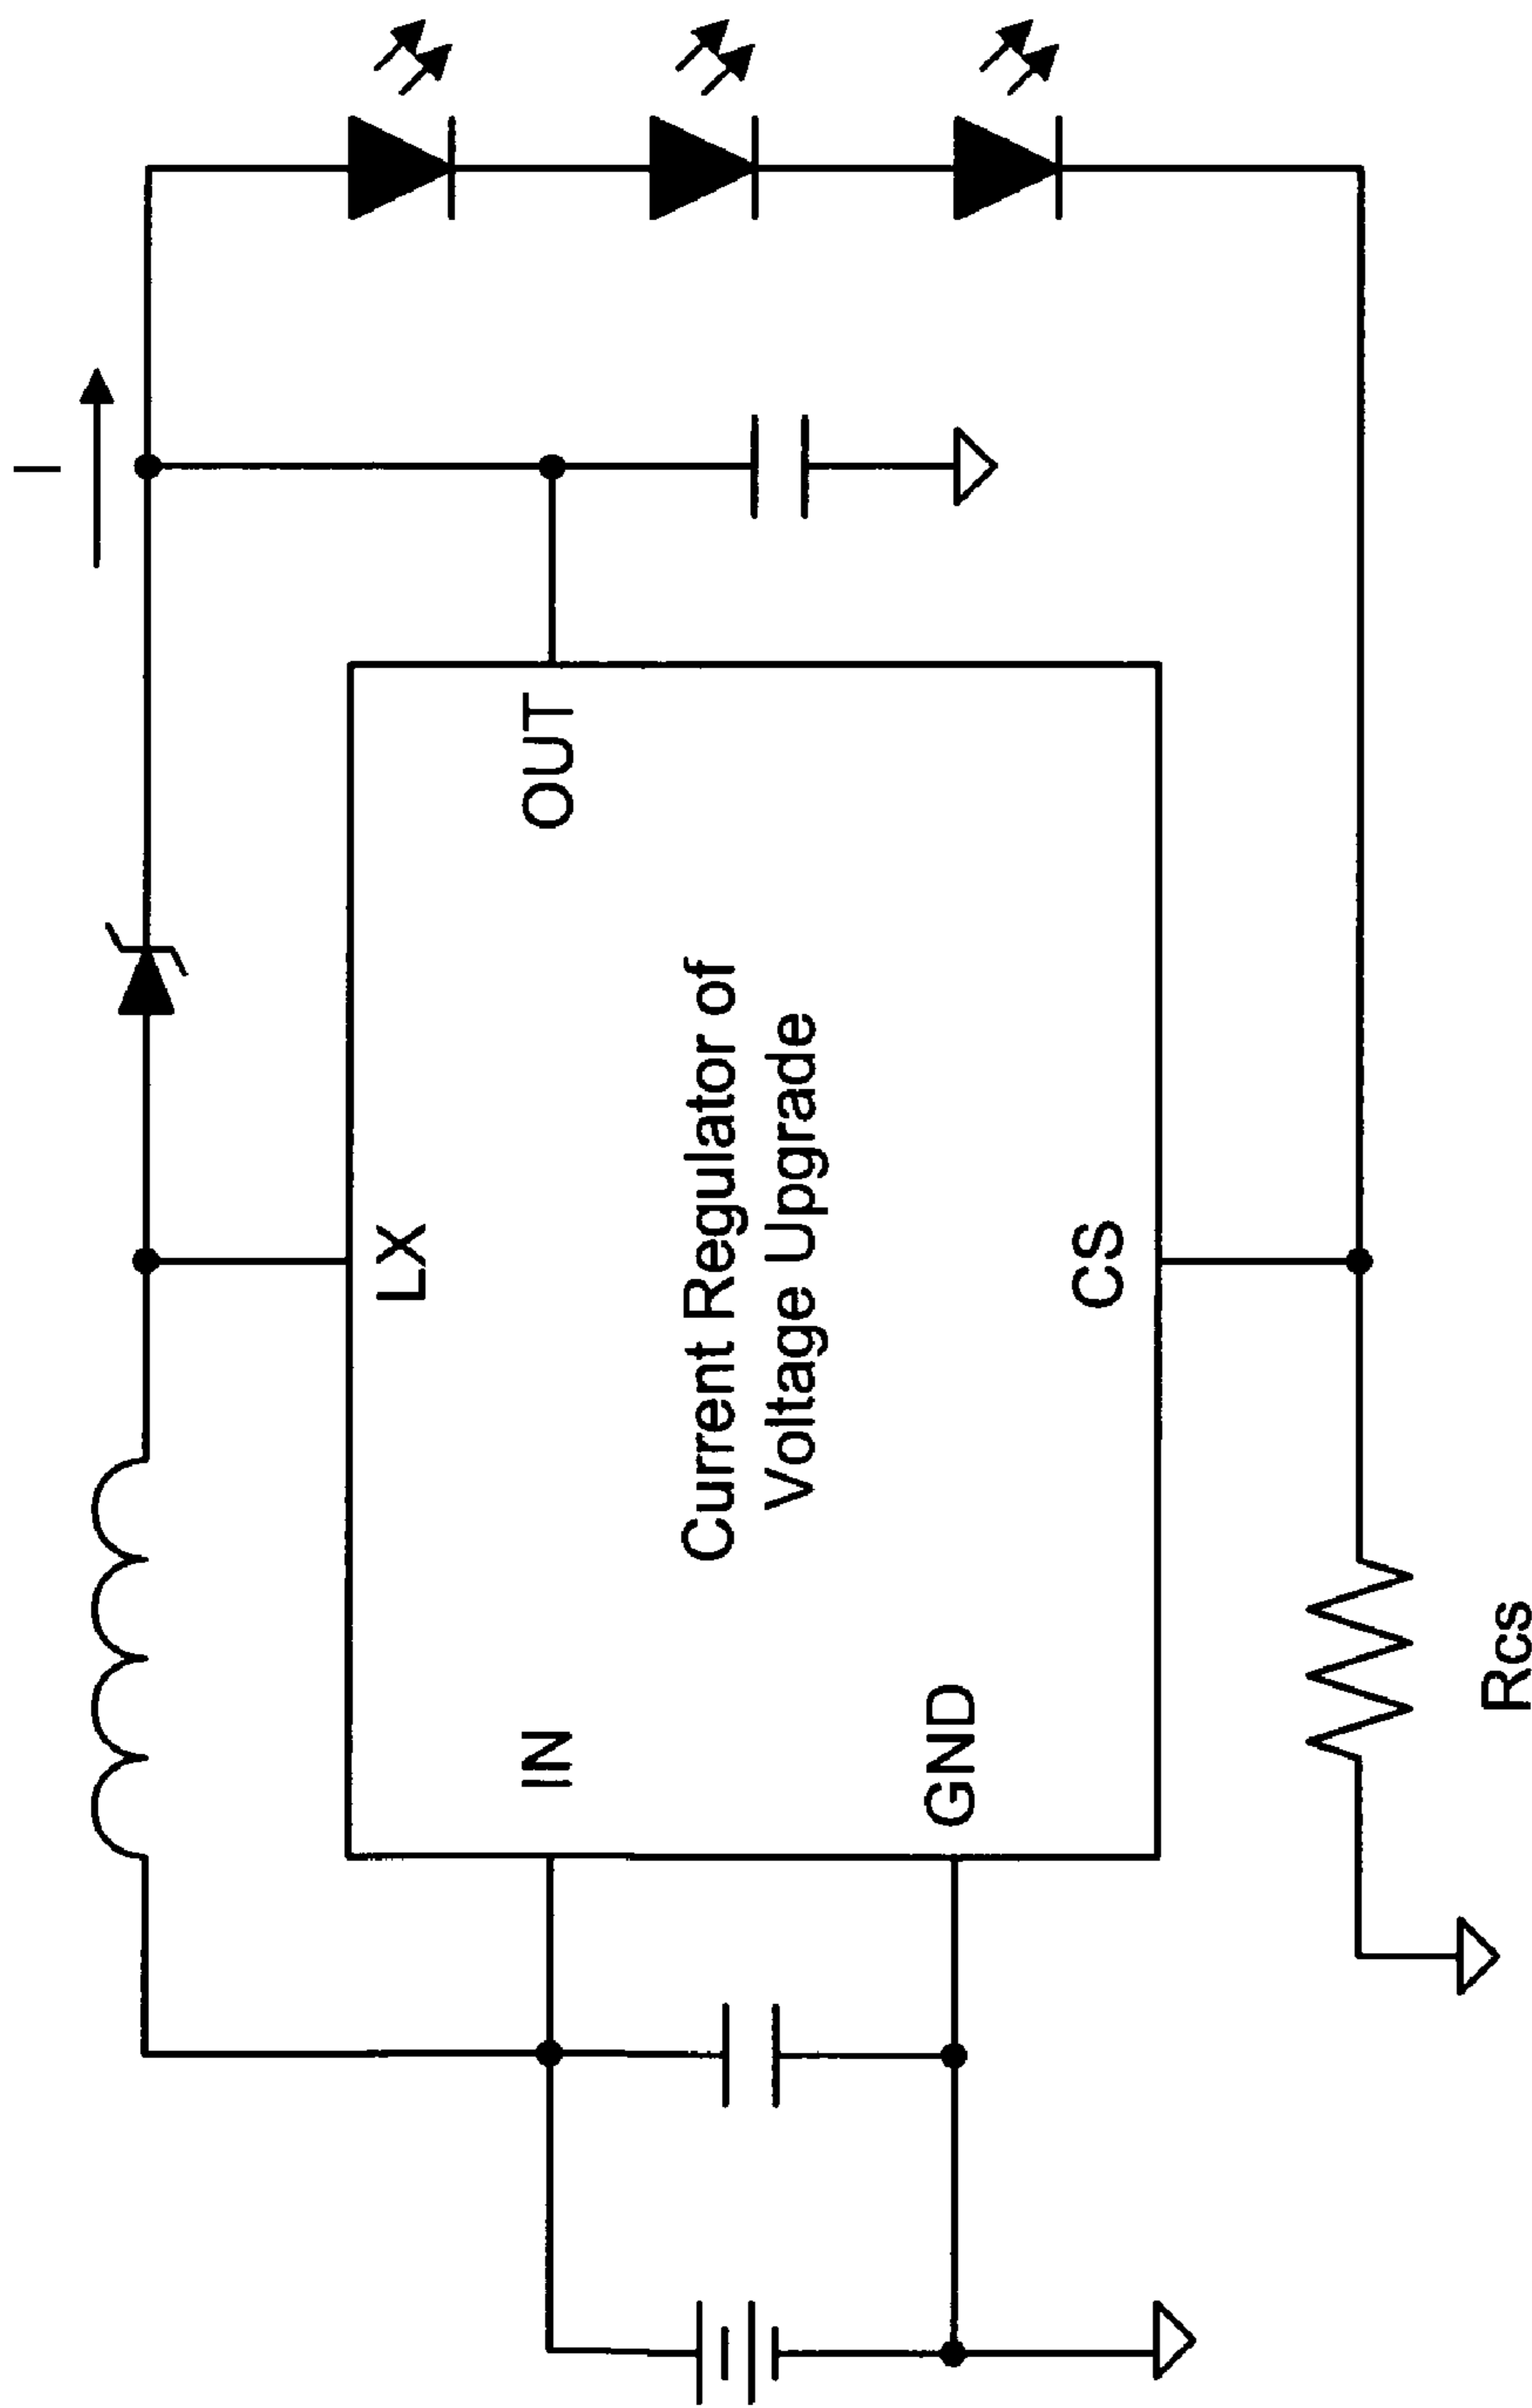 I
LX
IN
OUT
Current Regulator of
Voltage Upgrade
GND
CS
Rcs